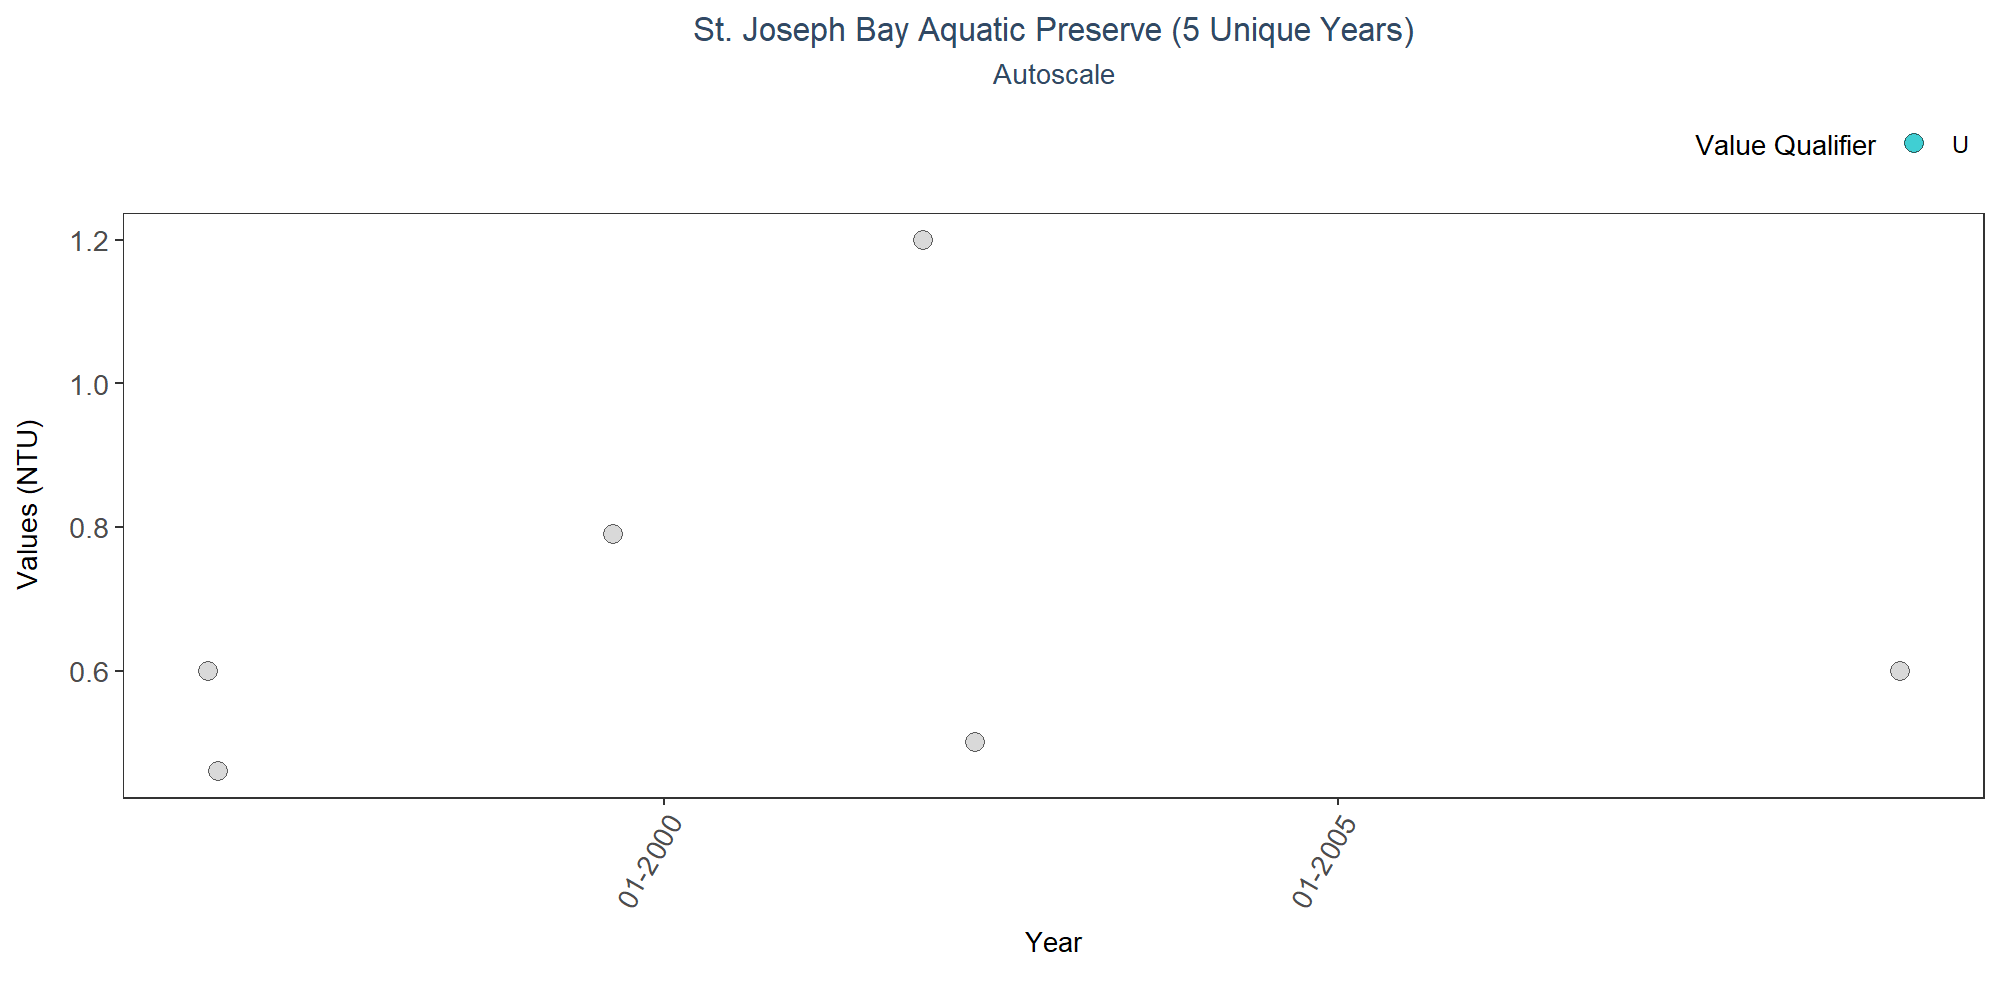 St. Joseph Bay Aquatic Preserve (5 Unique Years)
Autoscale
Value Qualifier U
1.2
1.0
0.8
0.6
Values (NTU)
01-2000
01-2005
Year